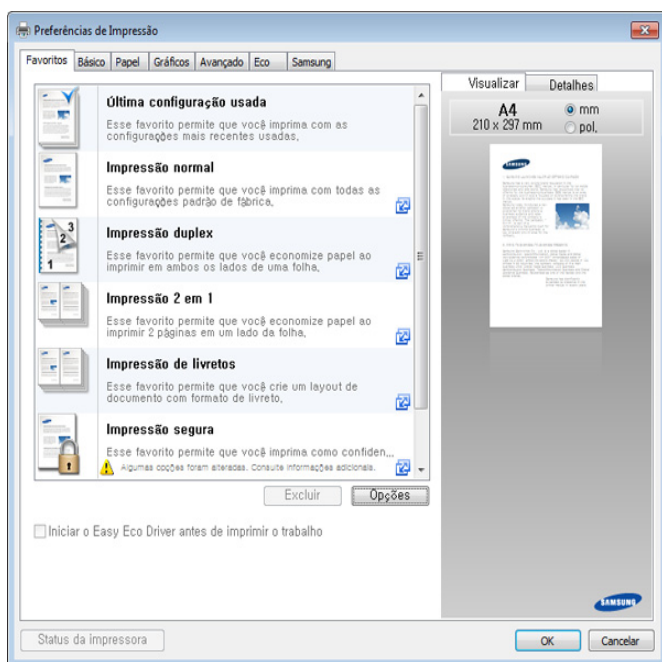 Preferências de Impressão
Favoritos Básico Papel Gráficos Avançado Eco Samsung
Última configuração usada
Esse favorito permite que você imprima com as
configurações mais recentes usadas.
Impressão normal
Esse favorito permite que você imprima com todas as
configurações padrão de fábrica.
3
2
1
Impressão duplex
Esse favorito permite que você economize papel ao
imprimir em ambos os lados de uma folha.
Impressão 2 em 1
Esse favorito permite que você economize papel ao
imprimir 2 páginas em um lado da folha.
Impressão de livretos
Esse favorito permite que você crie um layout de
documento com formato de livreto.
Impressão segura
Esse favorito permite que você imprima como confiden...
Algumas opções foram alteradas. Consulte informações adicionais.
Excluir Opções
Iniciar o Easy Eco Driver antes de imprimir o trabalho
Visualizar Detalhes
A4
210 x 297 mm
mm
pol.
SAMSUNG
Status da impressora
OK Cancelar